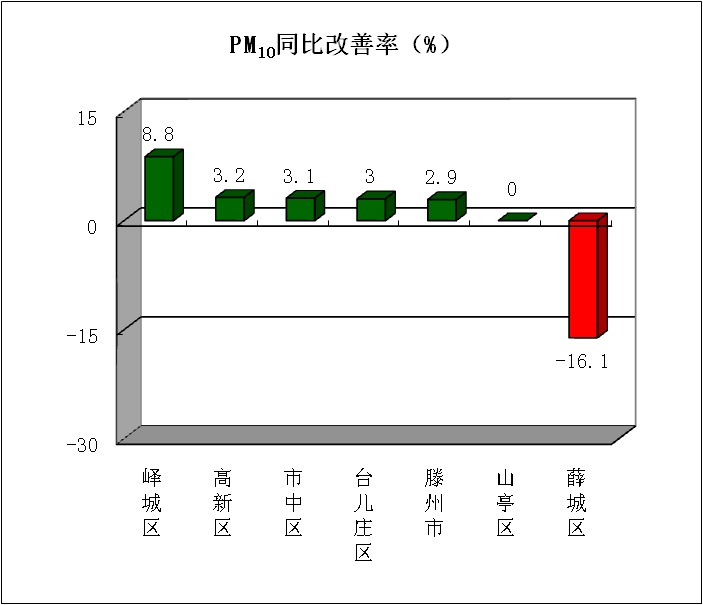 PM10同比改善率（%）
15
0
-15
-30
8.8
3.2
3.1
3
2.9
0
-16.1
峄城区
高新区
市中区
台儿庄区
滕州市
山亭区
薛城区